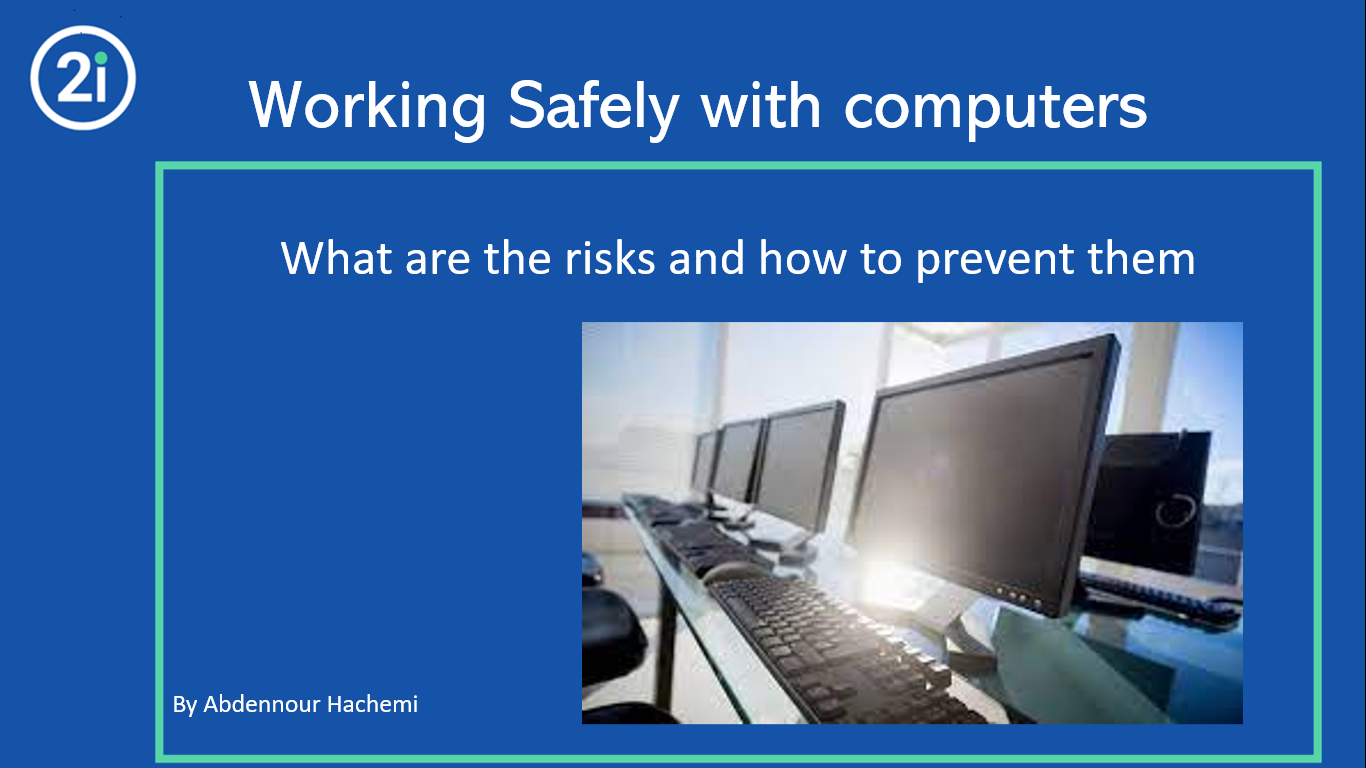 2i
Working Safely with computers
What are the risks and how to prevent them
By Abdennour Hachemi